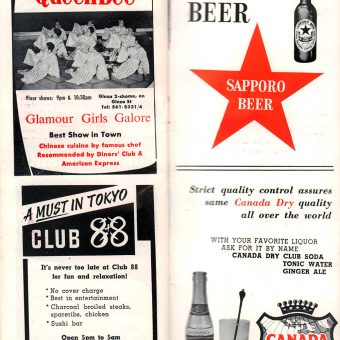 QueenBee
Floor shows: 9pm & 10:30pm
Ginza 2-chome, on
Ginza St
Tel: 561-8331/4
Glamour Girls Galore
Best Show in Town
Chinese cuisine by famous chef
Recommended by Diners' Club &
American Express
A MUST IN TOKYO
CLUB 88
It's never too late at Club 88
for fun and relaxation!
* No cover charge
* Best in entertainment
* Charcoal broiled steaks,
spareribs, chicken
* Sushi bar
Open 5pm to 5am
BEER
SAPPORO
BEER
Strict quality control assures
same Canada Dry quality
all over the world
WITH YOUR FAVORITE LIQUOR
ASK FOR IT BY NAME
CANADA DRY CLUB SODA
TONIC WATER
GINGER ALE
CANADA